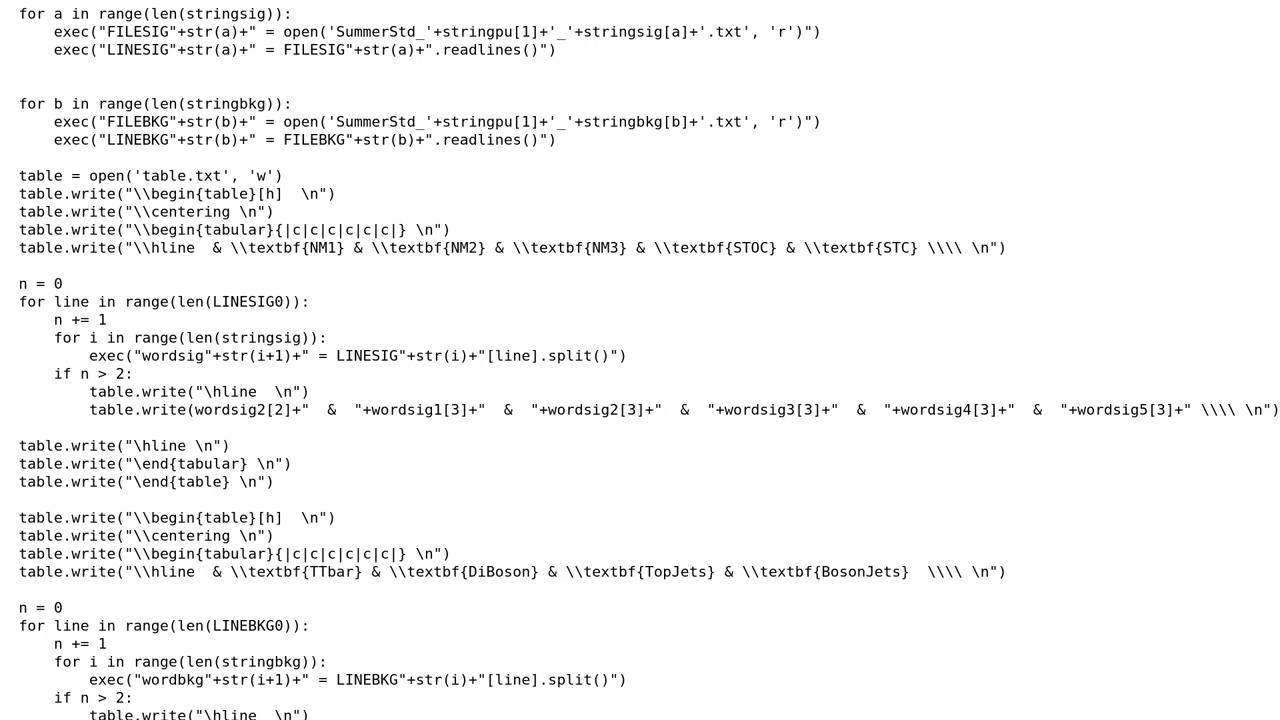 for a in range(len(stringsig)):
    exec("FILESIG"+str(a)+" = open('SummerStd_'+stringpu[1]+'_'+stringsig[a]+'.txt', 'r')")
    exec("LINESIG"+str(a)+" = FILESIG"+str(a)+".readlines()")
for b in range(len(stringbkg)):
    exec("FILEBKG"+str(b)+" = open('SummerStd_'+stringpu[1]+'_'+stringbkg[b]+'.txt', 'r')")
    exec("LINEBKG"+str(b)+" = FILEBKG"+str(b)+".readlines()")
table = open('table.txt', 'w')
table.write("\\begin{table}[h]  \n")
table.write("\\centering \n")
table.write("\\begin{tabular}{|c|c|c|c|c|c|} \n")
table.write("\\hline  & \\textbf{NM1} & \\textbf{NM2} & \\textbf{NM3} & \\textbf{STOC} & \\textbf{STC} \\\\ \n")
n = 0
for line in range(len(LINESIG0)):
    n += 1
    for i in range(len(stringsig)):
        exec("wordsig"+str(i+1)+" = LINESIG"+str(i)+"[line].split()")
    if n > 2:
        table.write("\hline  \n")
        table.write(wordsig2[2]+"  &  "+wordsig1[3]+"  &  "+wordsig2[3]+"  &  "+wordsig3[3]+"  &  "+wordsig4[3]+"  &  "+wordsig5[3]+" \\\\ \n")
table.write("\hline \n")
table.write("\end{tabular} \n")
table.write("\end{table} \n")
table.write("\\begin{table}[h]  \n")
table.write("\\centering \n")
table.write("\\begin{tabular}{|c|c|c|c|c|c|} \n")
table.write("\\hline  & \\textbf{TTbar} & \\textbf{DiBoson} & \\textbf{TopJets} & \\textbf{BosonJets}  \\\\ \n")
n = 0
for line in range(len(LINEBKG0)):
    n += 1
    for i in range(len(stringbkg)):
        exec("wordbkg"+str(i+1)+" = LINEBKG"+str(i)+"[line].split()")
    if n > 2:
        table.write("\hline  \n")